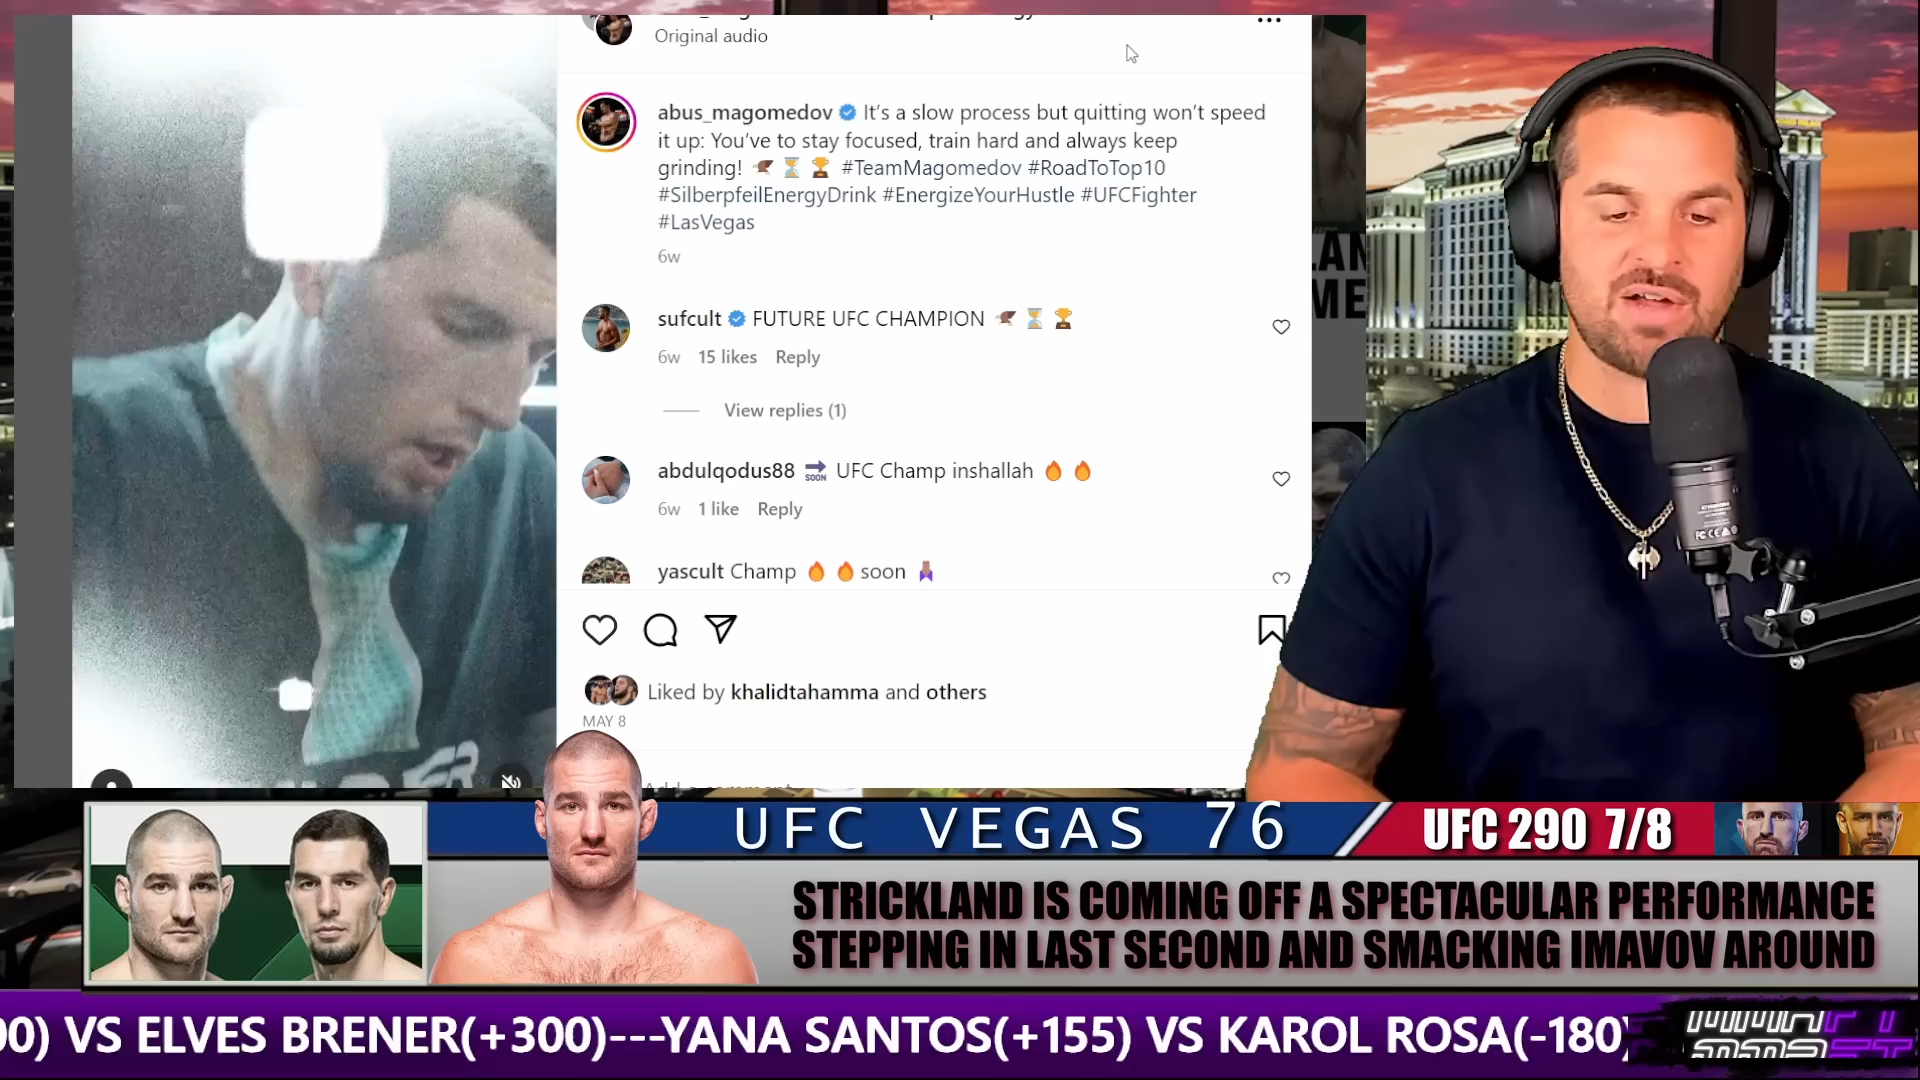 Original audio
abus_magomedov It's a slow process but quitting won't speed
it up: You've to stay focused, train hard and always keep
grinding! 🦅 ⏳ 🏆 #TeamMagomedov #RoadToTop10
#SilberpfeilEnergyDrink #EnergizeYourHustle #UFCFighter
#LasVegas
6w
sufcult FUTURE UFC CHAMPION 🦅 ⏳ 🏆
6w 15 likes Reply
View replies (1)
abdulqodus88 🔜 UFC Champ inshallah 🔥 🔥
6w 1 like Reply
yascult Champ 🔥 🔥 soon
Liked by khalidtahamma and others
MAY 8
UFC VEGAS 76
UFC 290 7/8
STRICKLAND IS COMING OFF A SPECTACULAR PERFORMANCE
STEPPING IN LAST SECOND AND SMACKING IMAVOV AROUND
00) VS ELVES BRENER(+300)---YANA SANTOS(+155) VS KAROL ROSA(-180)